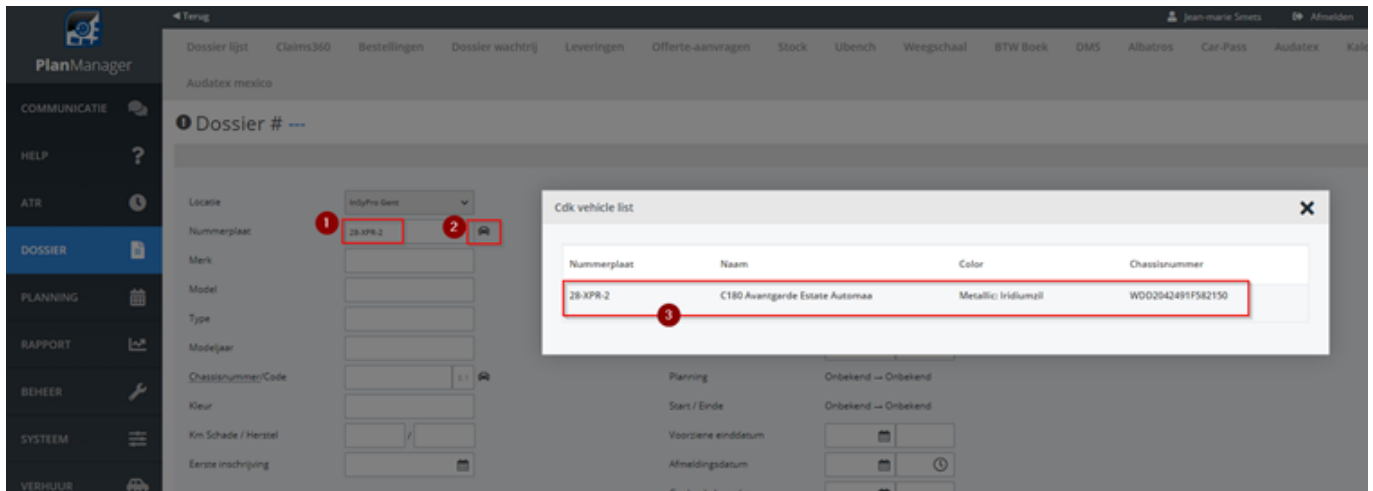 Terug
Jean-marie Smets
Afmelden
PlanManager
Dossier lijst Claims360 Bestellingen Dossier wachtrij Leveringen Offerte-aanvragen Stock Ubench Weegschaal BTW Boek DMS Albatros Car-Pass Audatex Kale
Audatex mexico
COMMUNICATIE
HELP
ATR
DOSSIER
PLANNING
RAPPORT
BEHEER
SYSTEEM
VERHUUR
Dossier # ---
Locatie InSyPro Gent
Nummerplaat 1 28-XPR-2 2
Merk
Model
Type
Modeljaar
Chassisnummer/Code
Kleur
Km Schade / Herstel /
Eerste inschrijving
Cdk vehicle list
Nummerplaat Naam Color Chassisnummer
28-XPR-2 C180 Avantgarde Estate Automaa Metallic: Iridiumzil WDD2042491F582150
3
Planning Onbekend → Onbekend
Start / Einde Onbekend → Onbekend
Voorziene einddatum
Afmeldingsdatum